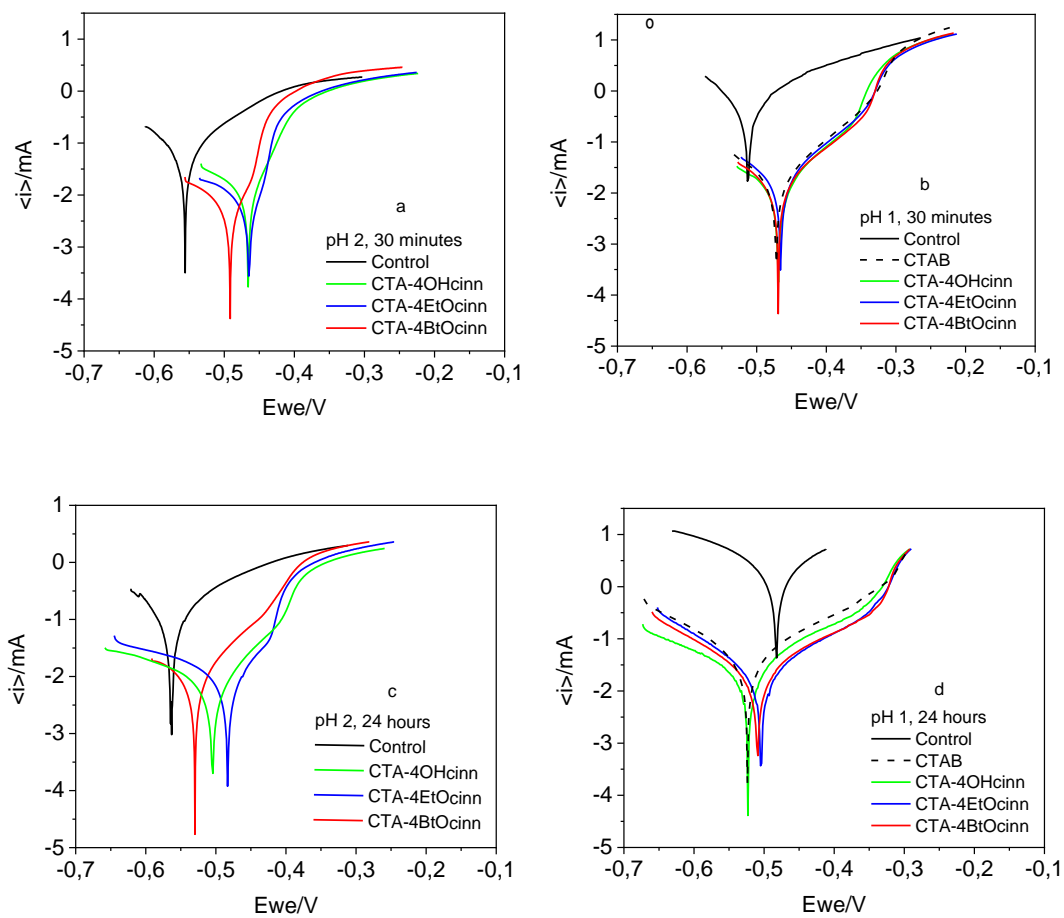 1
0
-1
-2
-3
-4
-5
<i>/mA
-0,7 -0,6 -0,5 -0,4 -0,3 -0,2 -0,1
Ewe/V
a
pH 2, 30 minutes
Control
CTA-4OHcinn
CTA-4EtOcinn
CTA-4BtOcinn
o
1
0
-1
-2
-3
-4
-5
<i>/mA
-0,7 -0,6 -0,5 -0,4 -0,3 -0,2 -0,1
Ewe/V
b
pH 1, 30 minutes
Control
CTAB
CTA-4OHcinn
CTA-4EtOcinn
CTA-4BtOcinn
1
0
-1
-2
-3
-4
-5
<i>/mA
-0,7 -0,6 -0,5 -0,4 -0,3 -0,2 -0,1
Ewe/V
c
pH 2, 24 hours
Control
CTA-4OHcinn
CTA-4EtOcinn
CTA-4BtOcinn
1
0
-1
-2
-3
-4
-5
<i>/mA
-0,7 -0,6 -0,5 -0,4 -0,3 -0,2 -0,1
Ewe/V
d
pH 1, 24 hours
Control
CTAB
CTA-4OHcinn
CTA-4EtOcinn
CTA-4BtOcinn